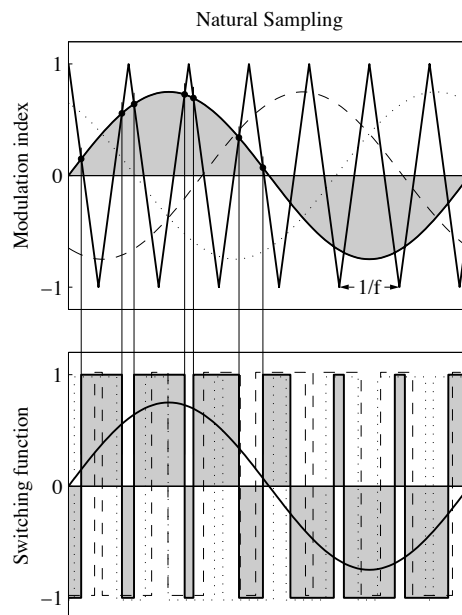 Natural Sampling
Modulation index
1
0
−1
1/f
Switching function
1
0
−1